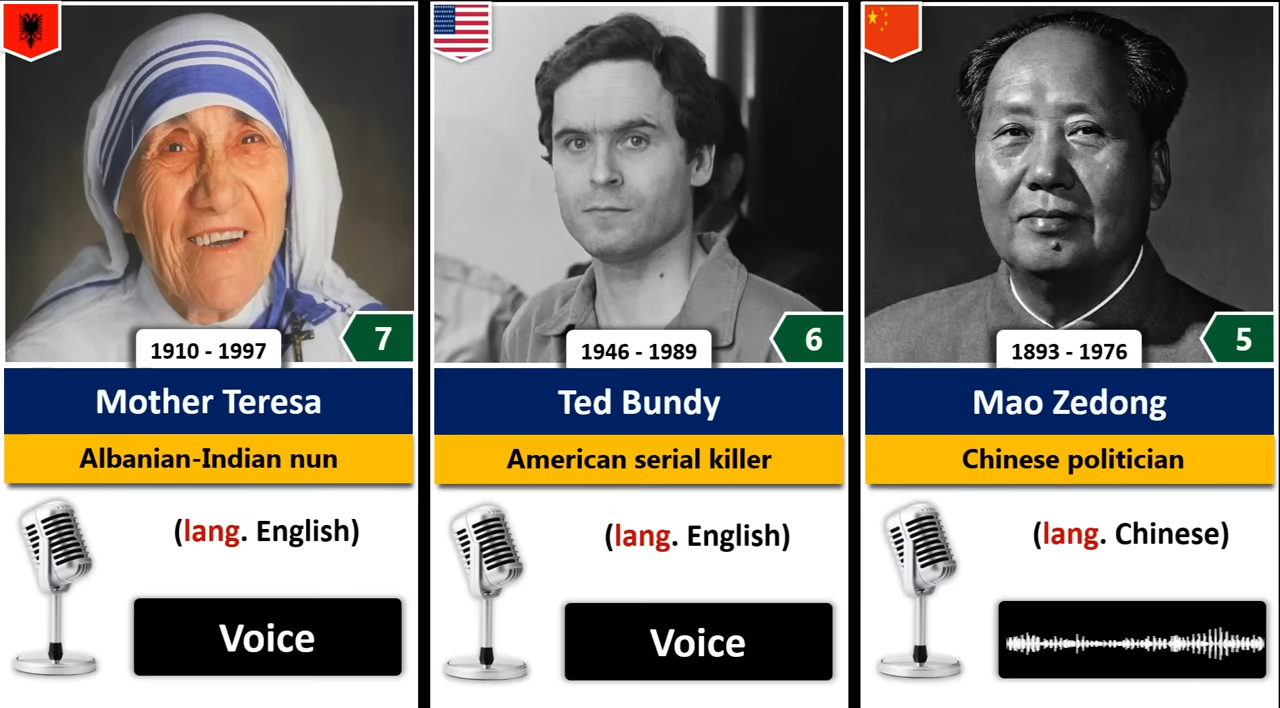 1910 - 1997
7
Mother Teresa
Albanian-Indian nun
(lang. English)
Voice
1946 - 1989
6
Ted Bundy
American serial killer
(lang. English)
Voice
1893 - 1976
5
Mao Zedong
Chinese politician
(lang. Chinese)